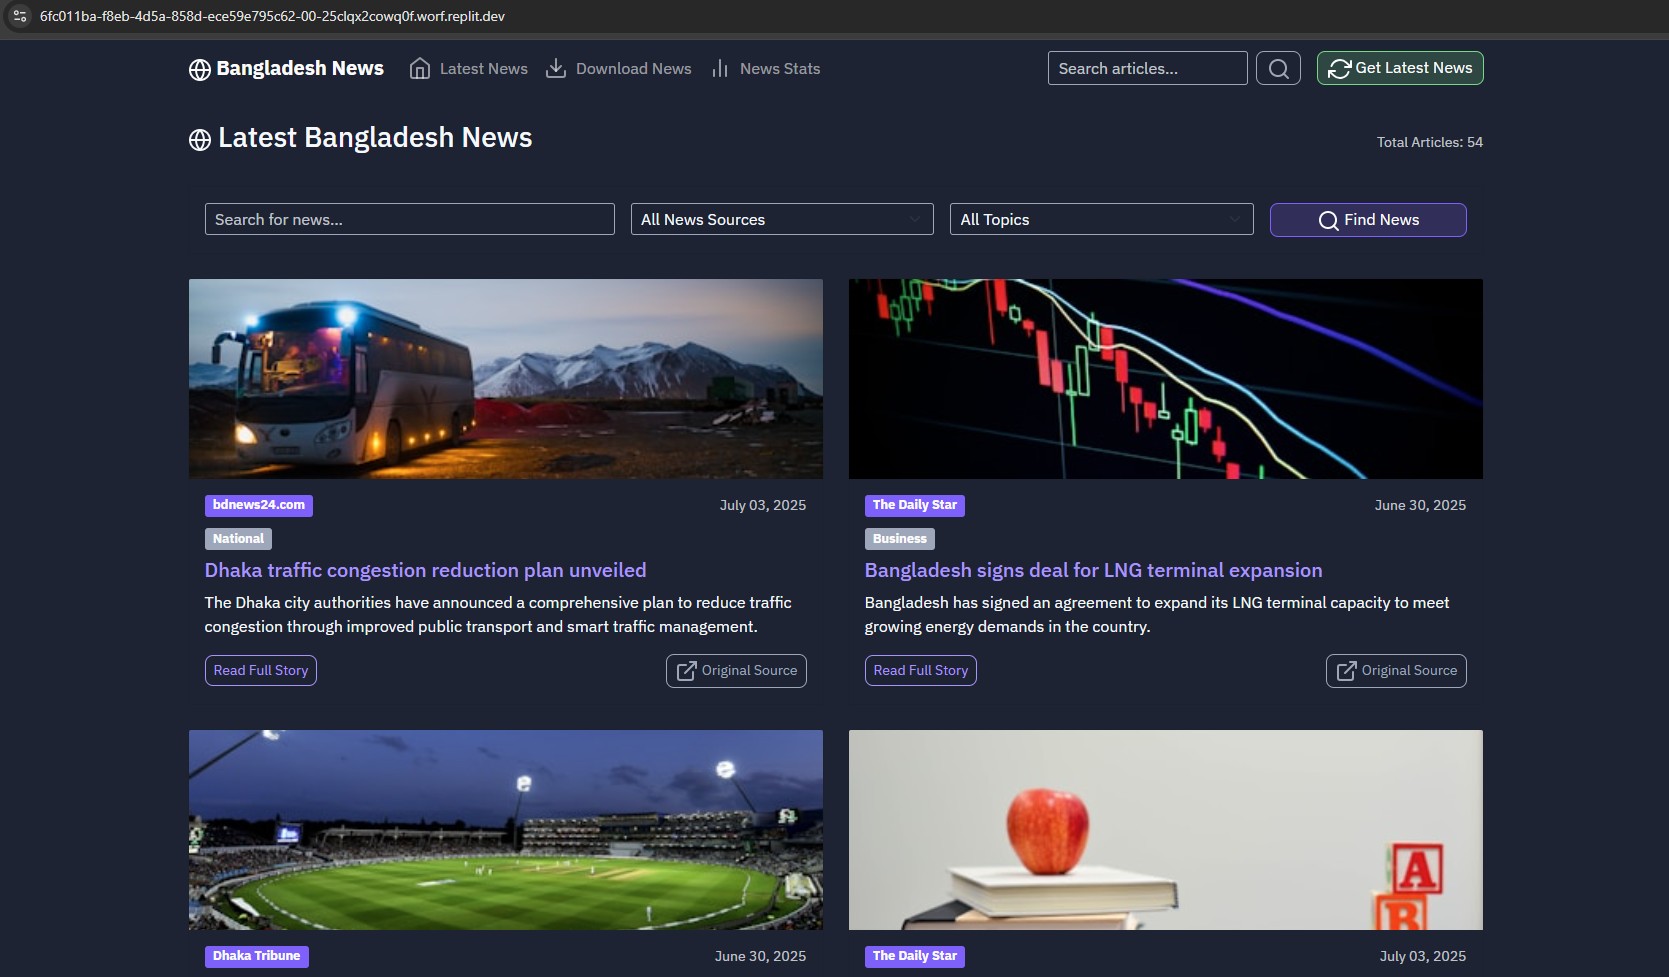 6fc011ba-f8eb-4d5a-858d-ece59e795c62-00-25clqx2cowq0f.worf.replit.dev
Bangladesh News Latest News Download News News Stats Search articles... Get Latest News
Latest Bangladesh News
Total Articles: 54
Search for news... All News Sources All Topics Find News
bdnews24.com July 03, 2025
National
Dhaka traffic congestion reduction plan unveiled
The Dhaka city authorities have announced a comprehensive plan to reduce traffic
congestion through improved public transport and smart traffic management.
Read Full Story Original Source
The Daily Star June 30, 2025
Business
Bangladesh signs deal for LNG terminal expansion
Bangladesh has signed an agreement to expand its LNG terminal capacity to meet
growing energy demands in the country.
Read Full Story Original Source
Dhaka Tribune June 30, 2025
A
B
The Daily Star July 03, 2025